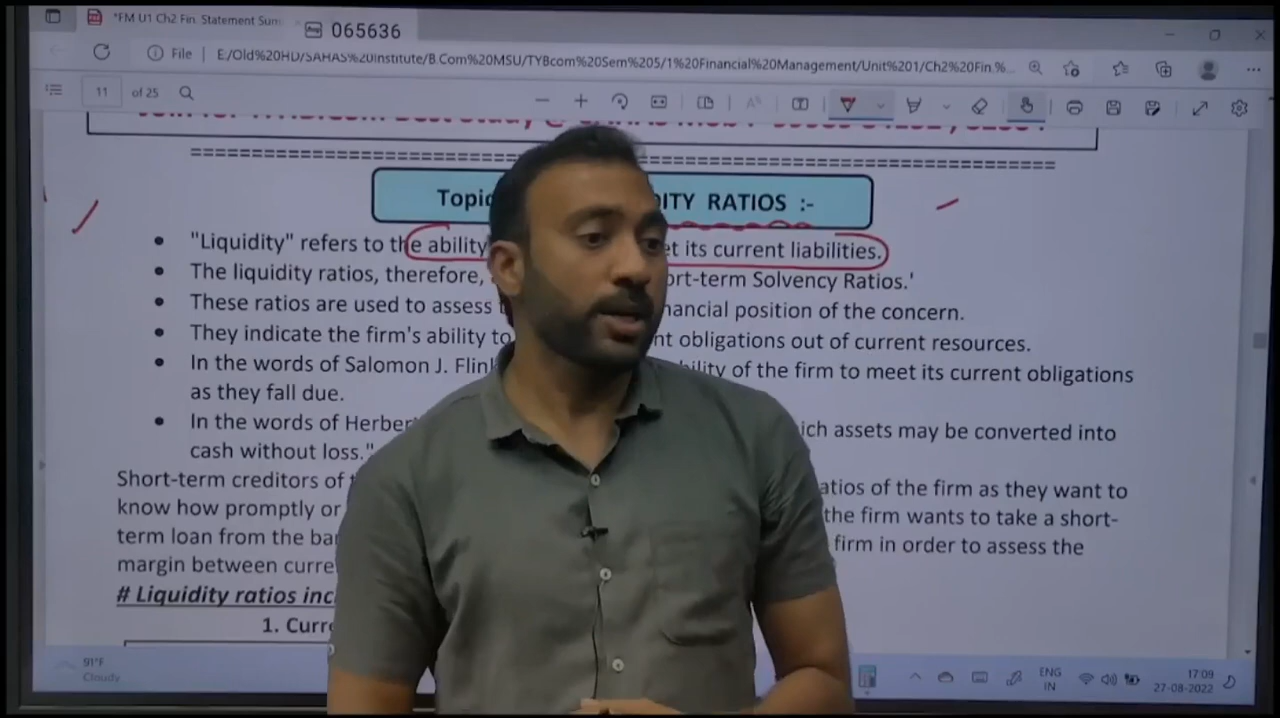 *FM U1 Ch2 Fin. Statement Sum
065636
File
E:/Old%20HD/SAHAS%20Institute/B.Com%20MSU/TYBcom%20Sem%205/1%20Financial%20Management/Unit%201/Ch2%20Fin.%...
11 of 25
================================
Topic ITY RATIOS :-
• "Liquidity" refers to the ability et its current liabilities.
• The liquidity ratios, therefore, ort-term Solvency Ratios.'
• These ratios are used to assess nancial position of the concern.
• They indicate the firm's ability to nt obligations out of current resources.
• In the words of Salomon J. Flin bility of the firm to meet its current obligations
as they fall due.
• In the words of Herber ich assets may be converted into
cash without loss."
Short-term creditors of atios of the firm as they want to
know how promptly or the firm wants to take a short-
term loan from the ba firm in order to assess the
margin between curre
# Liquidity ratios inc
1. Curre
91°F
Cloudy
ENG
IN
17:09
27-08-2022